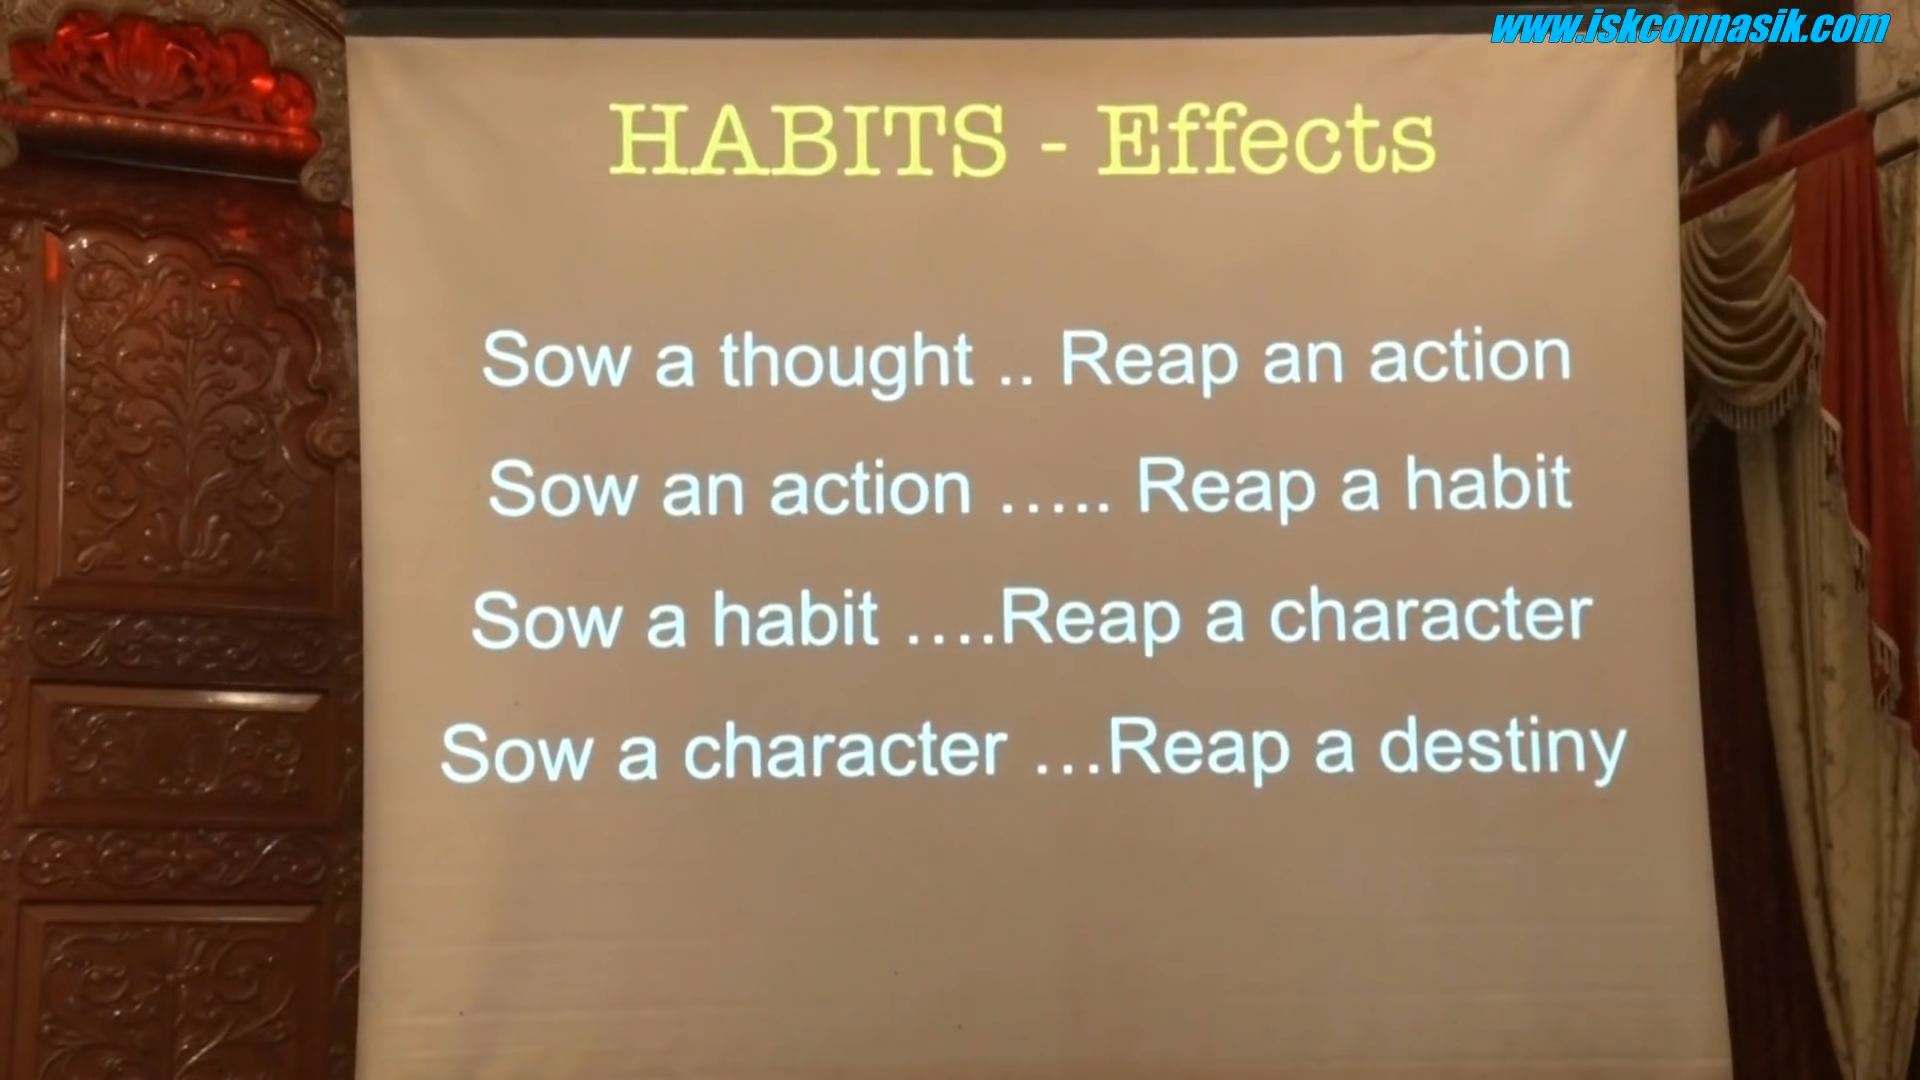 www.iskconnasik.com
HABITS - Effects
Sow a thought .. Reap an action
Sow an action ..... Reap a habit
Sow a habit ....Reap a character
Sow a character ...Reap a destiny